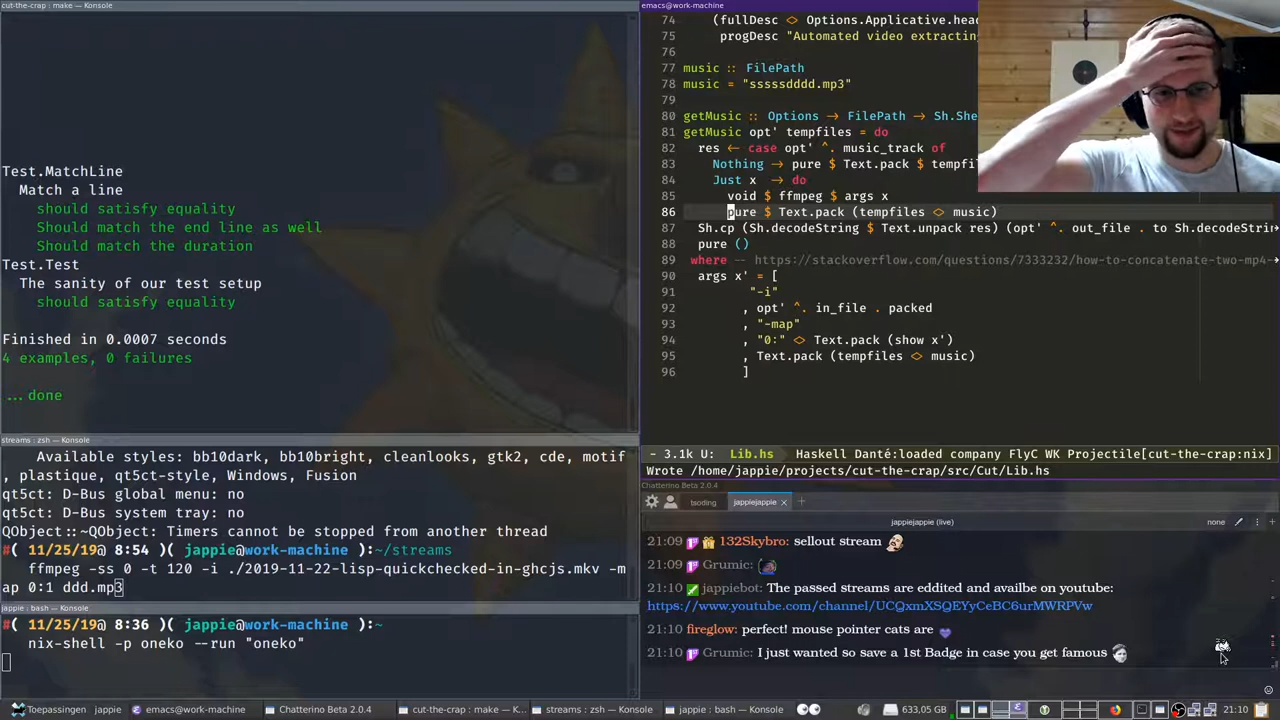 cut-the-crap : make — Konsole
Test.MatchLine
Match a line
should satisfy equality
Should match the end line as well
Should match the duration
Test.Test
The sanity of our test setup
should satisfy equality
Finished in 0.0007 seconds
4 examples, 0 failures
...done
streams : zsh — Konsole
Available styles: bb10dark, bb10bright, cleanlooks, gtk2, cde, motif
, plastique, qt5ct-style, Windows, Fusion
qt5ct: D-Bus global menu: no
qt5ct: D-Bus system tray: no
QObject::~QObject: Timers cannot be stopped from another thread
#( 11/25/19@ 8:54 )( jappie@work-machine ):~/streams
ffmpeg -ss 0 -t 120 -i ./2019-11-22-lisp-quickchecked-in-ghcjs.mkv -m
ap 0:1 ddd.mp3
jappie : bash — Konsole
#( 11/25/19@ 8:36 )( jappie@work-machine ):~
nix-shell -p oneko --run "oneko"
emacs@work-machine
74 (fullDesc <> Options.Applicative.hea
75 progDesc "Automated video extractin
76
77 music :: FilePath
78 music = "sssssdddd.mp3"
79
80 getMusic :: Options → FilePath → Sh.She
81 getMusic opt' tempfiles = do
82 res ← case opt' ^. music_track of
83 Nothing → pure $ Text.pack $ tempfi
84 Just x → do
85 void $ ffmpeg $ args x
86 pure $ Text.pack (tempfiles <> music)
87 Sh.cp (Sh.decodeString $ Text.unpack res) (opt' ^. out_file . to Sh.decodeStrin
88 pure ()
89 where -- https://stackoverflow.com/questions/7333232/how-to-concatenate-two-mp4-
90 args x' = [
91 "-i"
92 , opt' ^. in_file . packed
93 , "-map"
94 , "0:" <> Text.pack (show x')
95 , Text.pack (tempfiles <> music)
96 ]
- 3.1k U: Lib.hs Haskell Danté:loaded company FlyC WK Projectile[cut-the-crap:nix]
Wrote /home/jappie/projects/cut-the-crap/src/Cut/Lib.hs
Chatterino Beta 2.0.4
tsoding jappiejappie
jappiejappie (live) none
21:09 132Skybro: sellout stream
21:09 Grumic:
21:10 jappiebot: The passed streams are eddited and availbe on youtube:
https://www.youtube.com/channel/UCQxmXSQEYyCeBC6urMWRPVw
21:10 fireglow: perfect! mouse pointer cats are
21:10 Grumic: I just wanted so save a 1st Badge in case you get famous
Toepassingen jappie emacs@work-machine Chatterino Beta 2.0.4 cut-the-crap : make — K... streams : zsh — Konsole jappie : bash — Konsole 633,05 GB 21:10